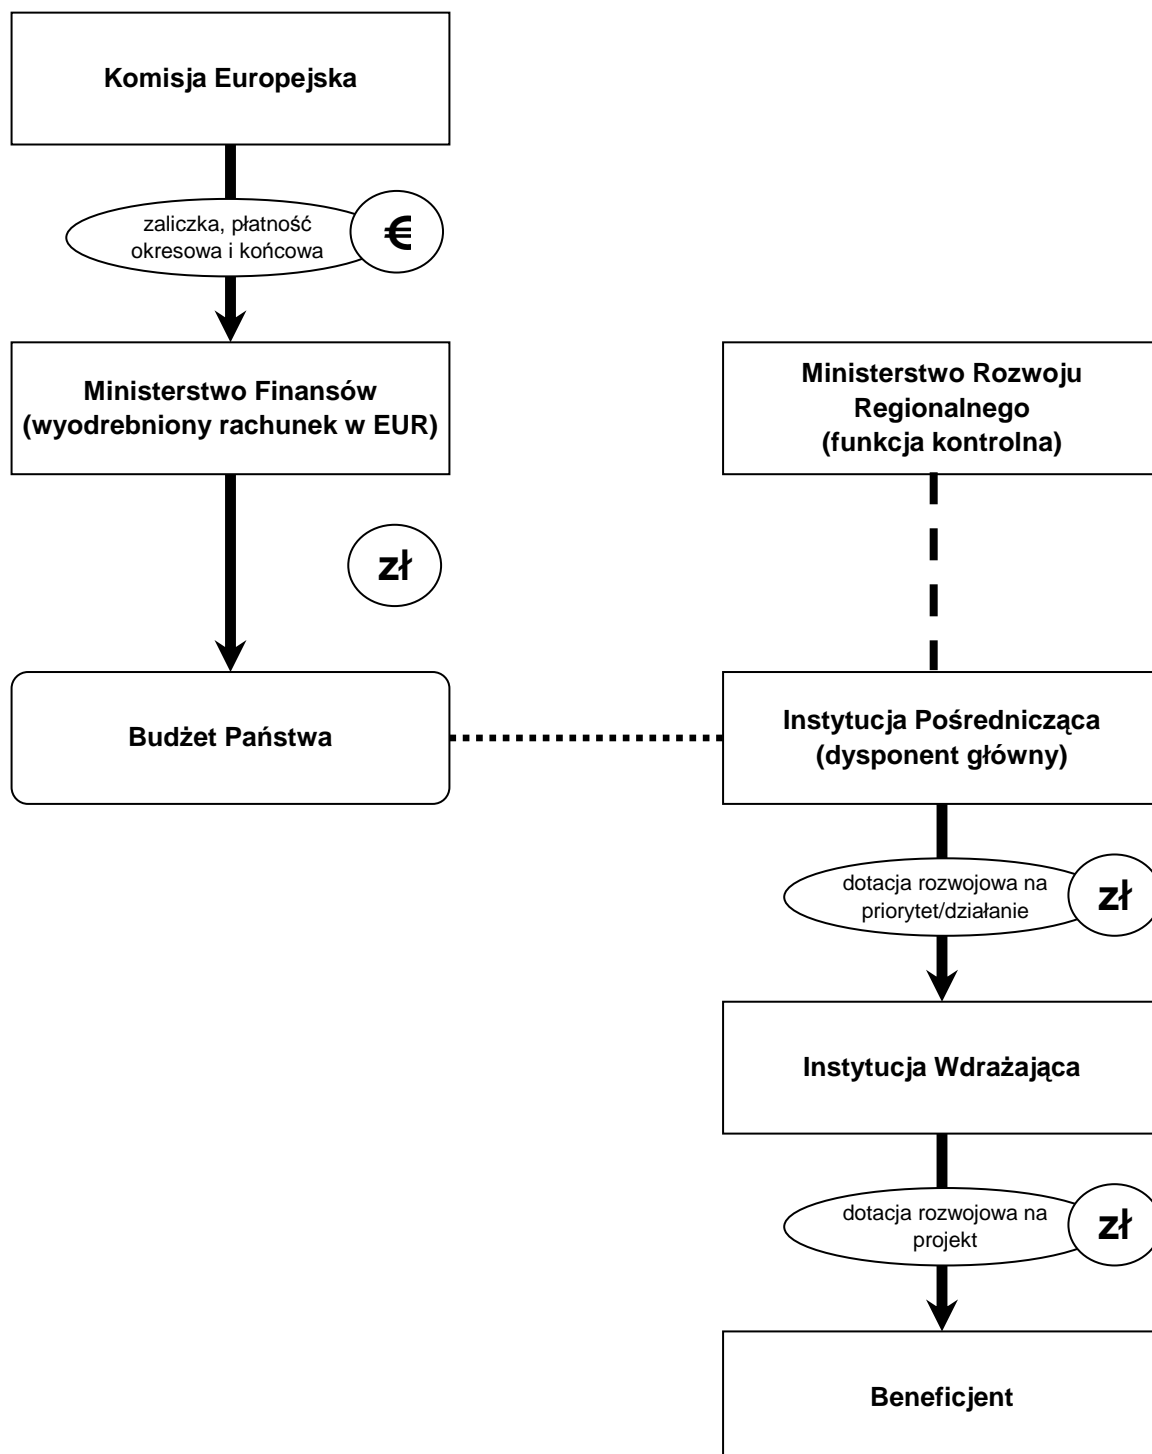 Komisja Europejska
zaliczka, płatność
okresowa i końcowa
€
Ministerstwo Finansów
(wyodrebniony rachunek w EUR)
Ministerstwo Rozwoju
Regionalnego
(funkcja kontrolna)
zł
Budżet Państwa
Instytucja Pośrednicząca
(dysponent główny)
dotacja rozwojowa na
priorytet/działanie
zł
Instytucja Wdrażająca
dotacja rozwojowa na
projekt
zł
Beneficjent